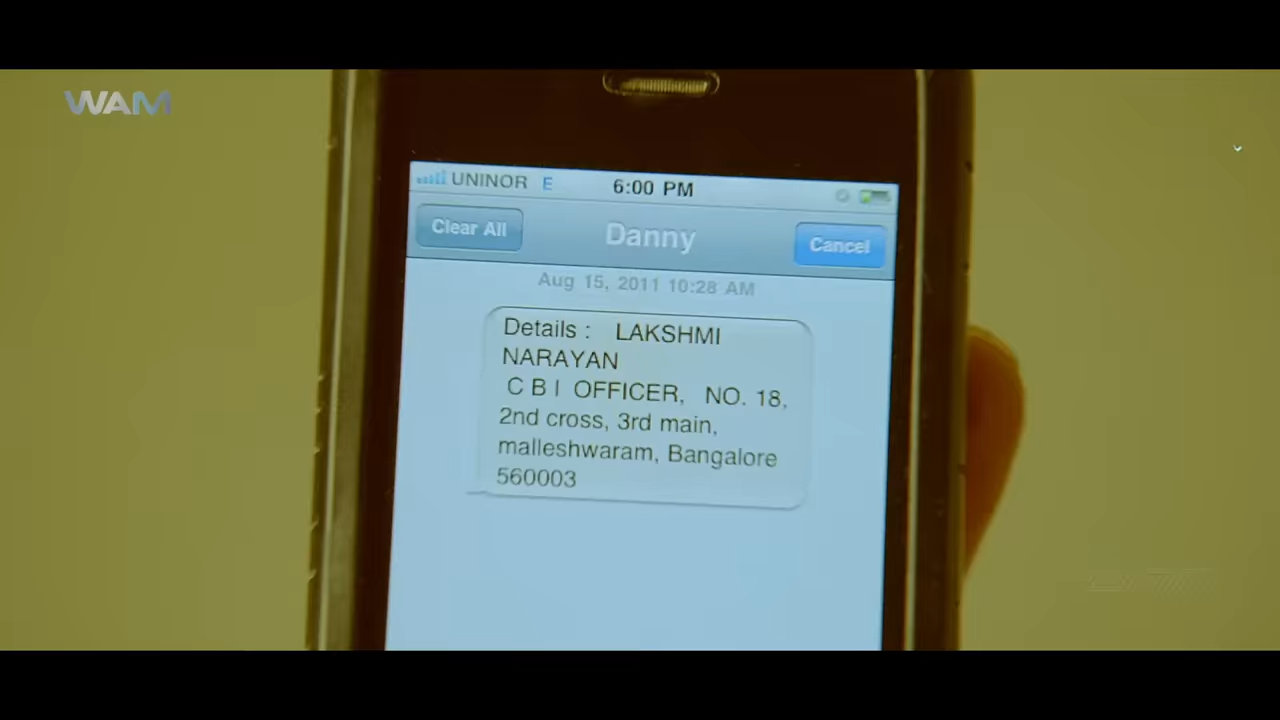 WAM
UNINOR E 6:00 PM
Clear All Danny Cancel
Aug 15, 2011 10:28 AM
Details : LAKSHMI
NARAYAN
C B I OFFICER, NO. 18,
2nd cross, 3rd main,
malleshwaram, Bangalore
560003